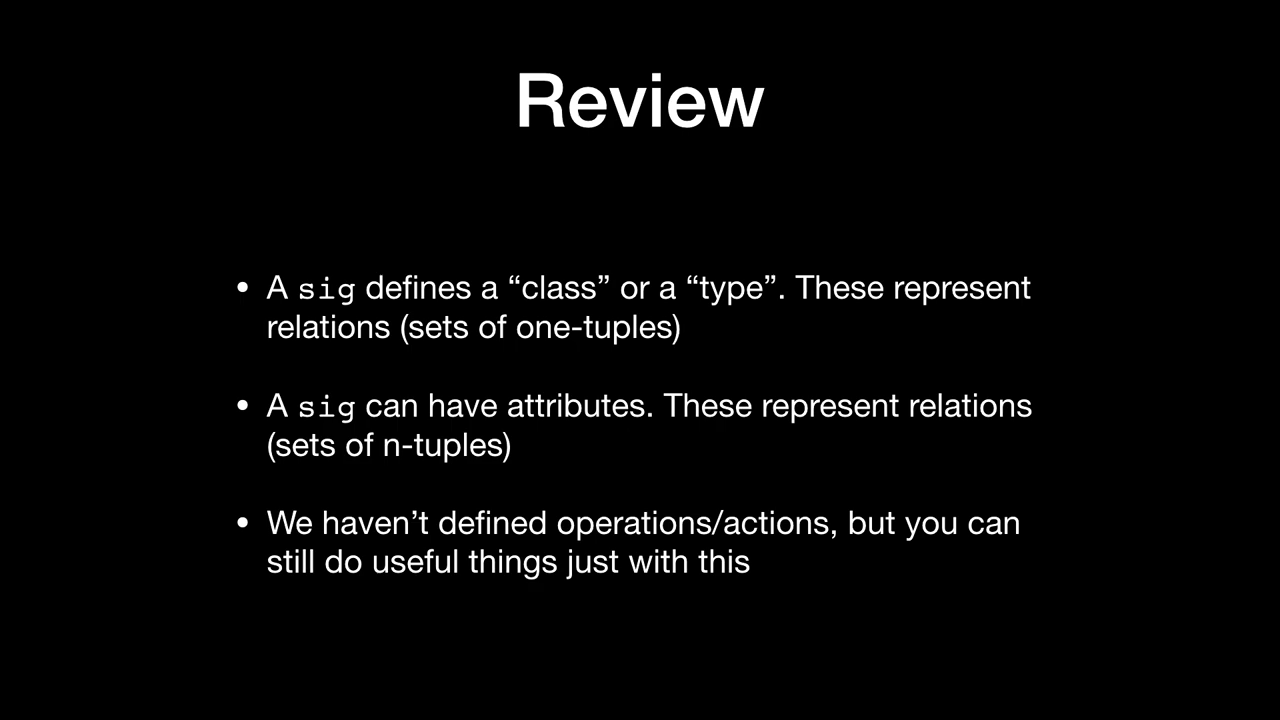 Review
• A sig defines a “class” or a “type”. These represent
relations (sets of one-tuples)
• A sig can have attributes. These represent relations
(sets of n-tuples)
• We haven’t defined operations/actions, but you can
still do useful things just with this